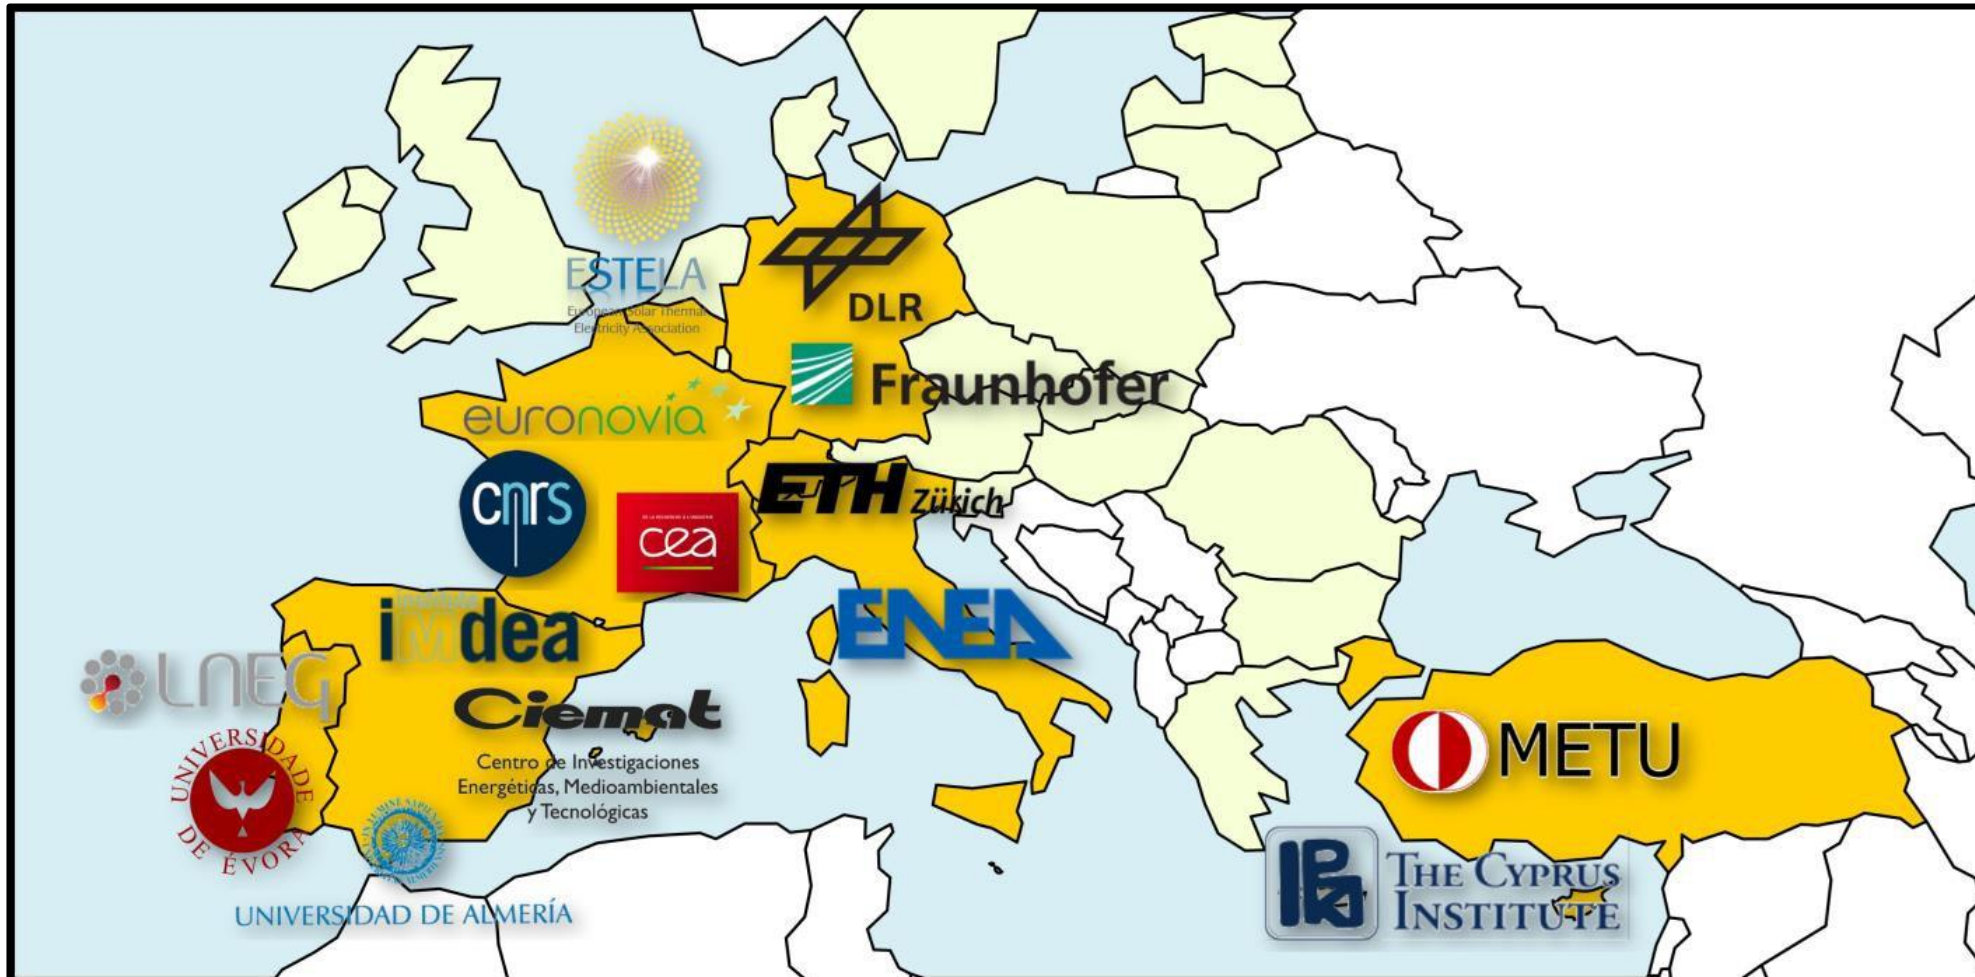 ESTELA
European Solar Thermal
Electricity Association
DLR
Fraunhofer
euronovia
cnrs
cea
ETH Zürich
imdea
ENEA
LNEG
Ciemat
Centro de Investigaciones
Energéticas, Medioambientales
y Tecnológicas
METU
UNIVERSIDADE
DE ÉVORA
UNIVERSIDAD DE ALMERÍA
THE CYPRUS
INSTITUTE